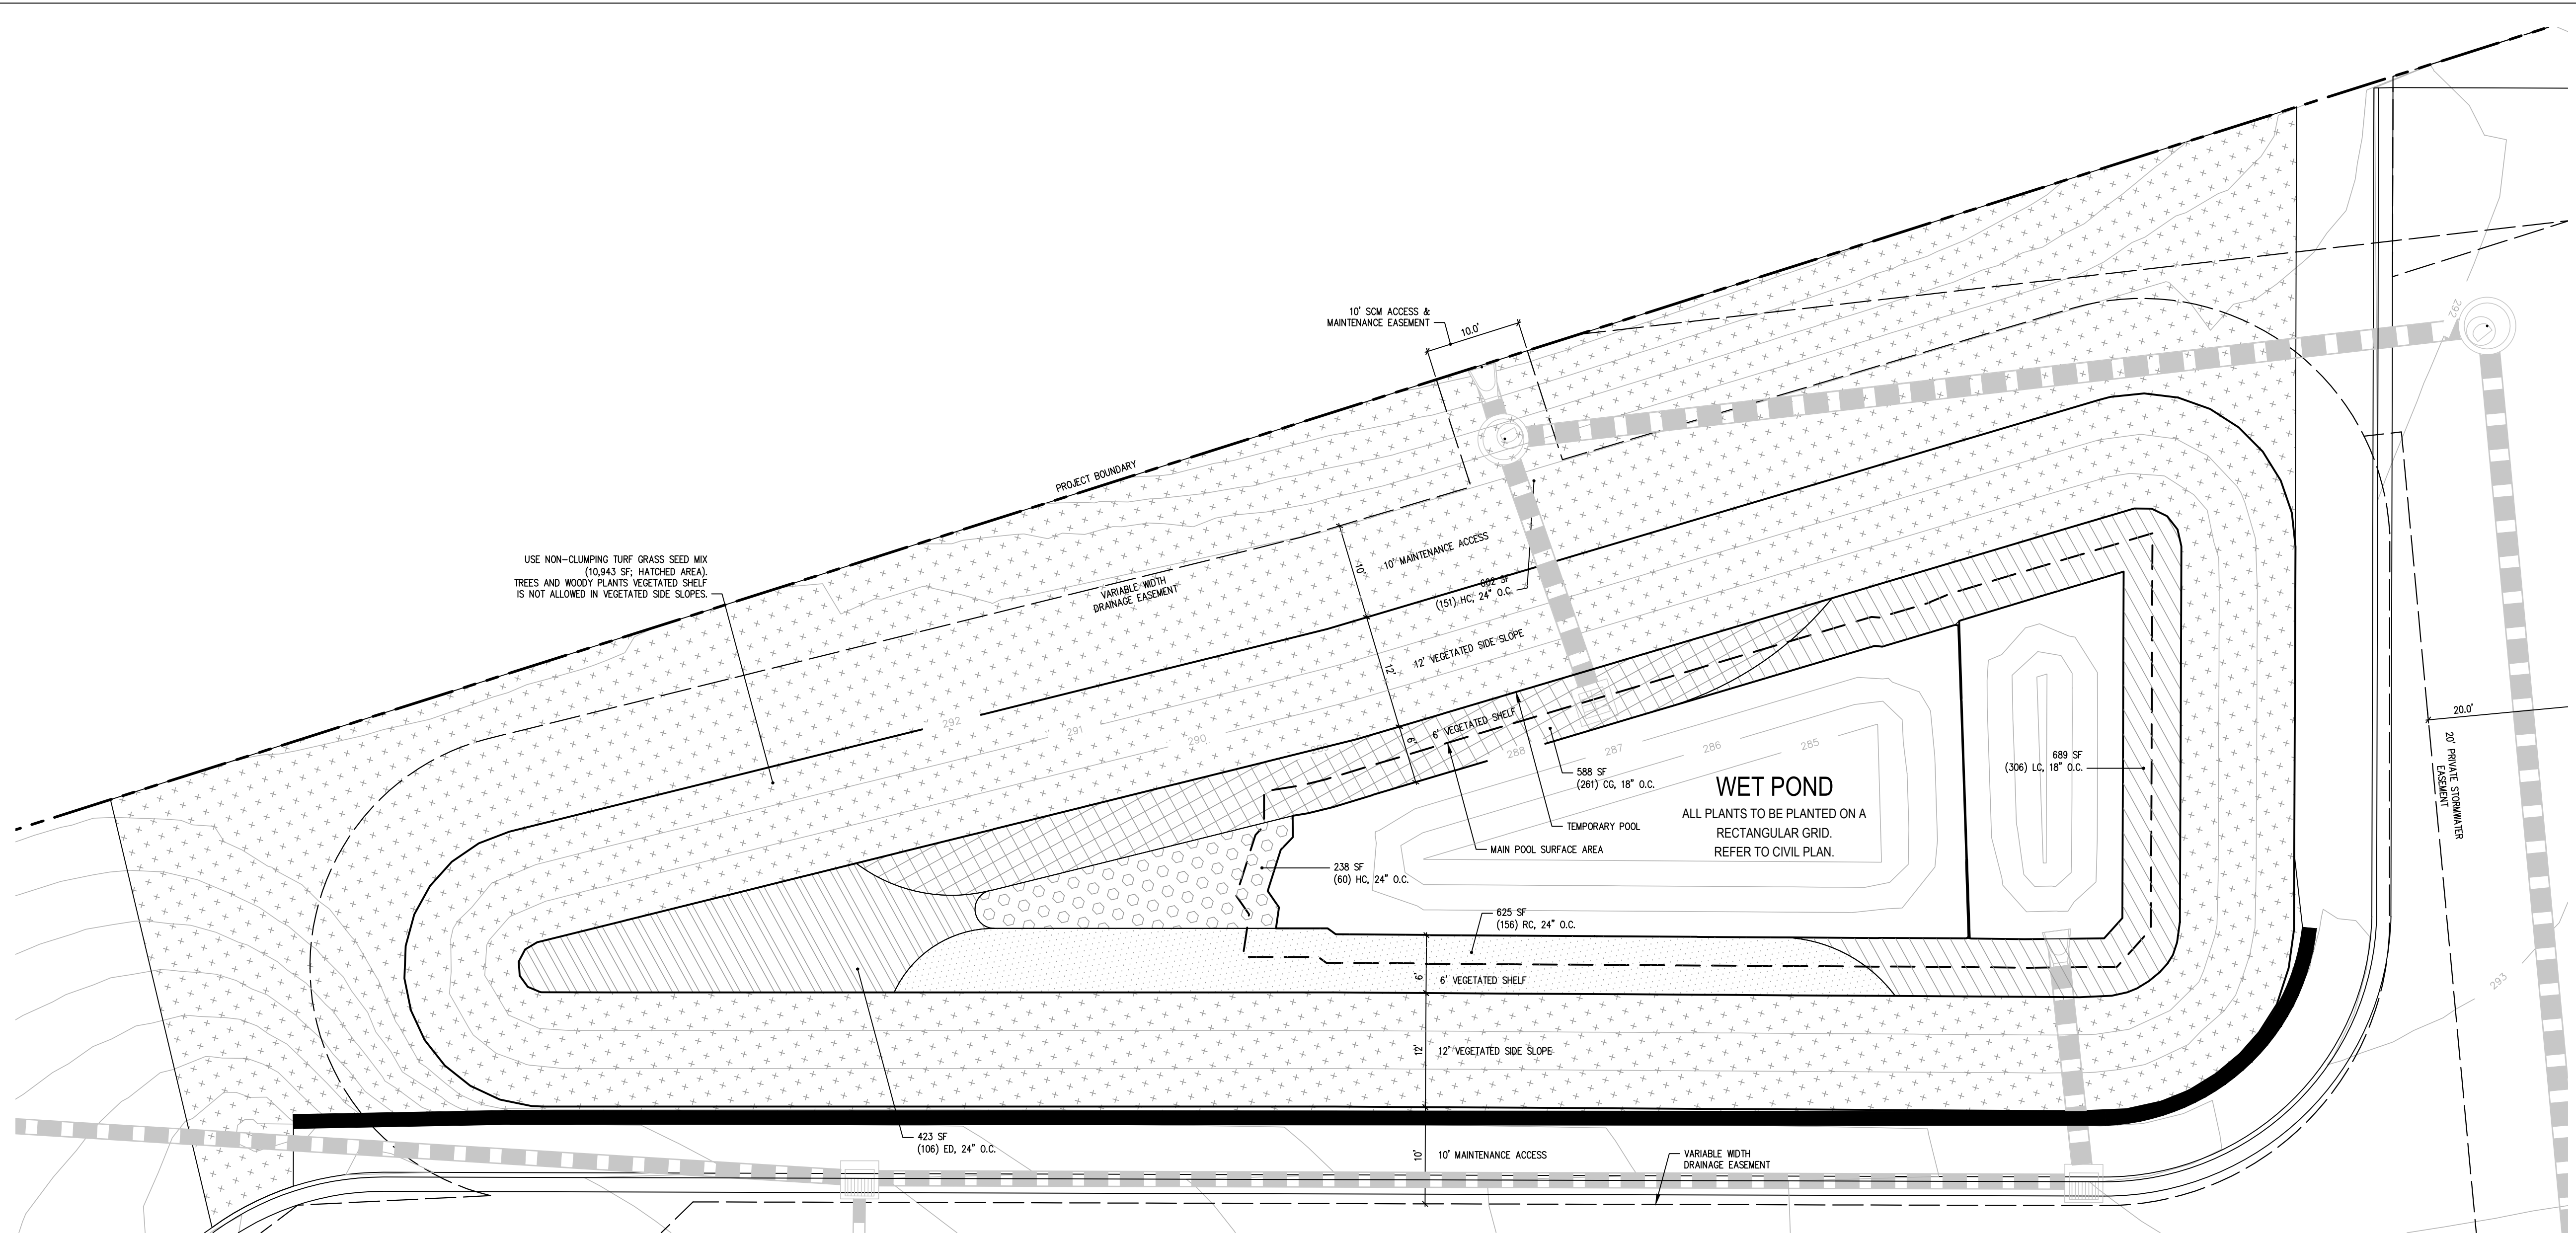 10' SCM ACCESS &
MAINTENANCE EASEMENT
10.0'
292
PROJECT BOUNDARY
USE NON-CLUMPING TURF GRASS SEED MIX
(10,943 SF; HATCHED AREA).
TREES AND WOODY PLANTS VEGETATED SHELF
IS NOT ALLOWED IN VEGETATED SIDE SLOPES.
VARIABLE WIDTH
DRAINAGE EASEMENT
10'
10' MAINTENANCE ACCESS
602 SF
(151) HC, 24" O.C.
12'
12' VEGETATED SIDE SLOPE
6'
6' VEGETATED SHELF
292
291
290
288
287
286
285
588 SF
(261) CG, 18" O.C.
TEMPORARY POOL
MAIN POOL SURFACE AREA
WET POND
ALL PLANTS TO BE PLANTED ON A
RECTANGULAR GRID.
REFER TO CIVIL PLAN.
689 SF
(306) LC, 18" O.C.
20.0'
20' PRIVATE STORMWATER
EASEMENT
238 SF
(60) HC, 24" O.C.
625 SF
(156) RC, 24" O.C.
6'
6' VEGETATED SHELF
293
12'
12' VEGETATED SIDE SLOPE
423 SF
(106) ED, 24" O.C.
10'
10' MAINTENANCE ACCESS
VARIABLE WIDTH
DRAINAGE EASEMENT